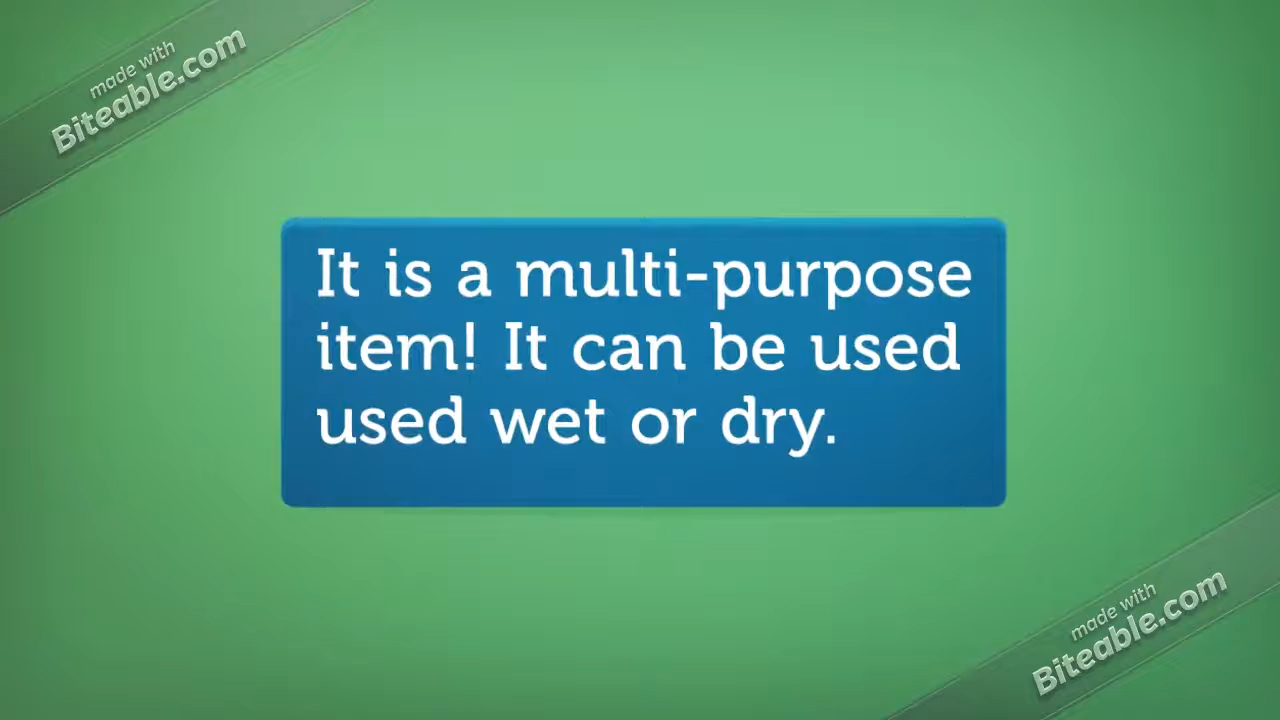 made with
Biteable.com
It is a multi-purpose
item! It can be used
used wet or dry.
made with
Biteable.com